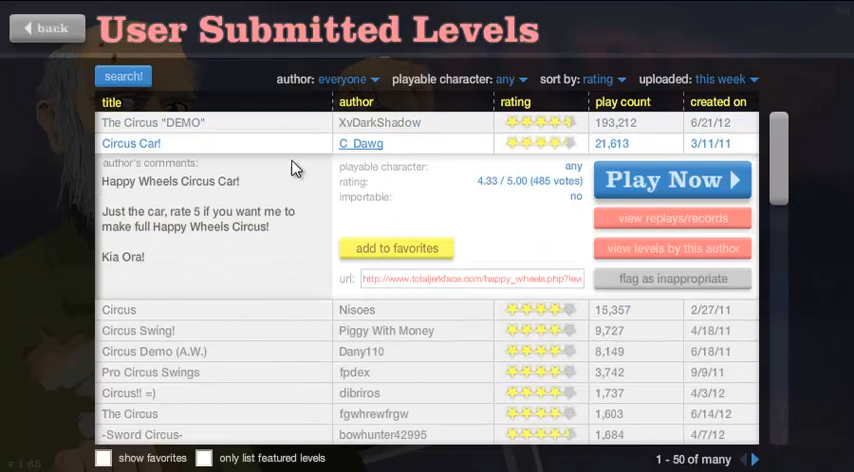 back
User Submitted Levels
search!
author: everyone playable character: any sort by: rating uploaded: this week
title author rating play count created on
The Circus "DEMO" XvDarkShadow 193,212 6/21/12
Circus Car! C_Dawg 21,613 3/11/11
author's comments:
Happy Wheels Circus Car!
Just the car, rate 5 if you want me to
make full Happy Wheels Circus!
Kia Ora!
playable character: any
rating: 4.33 / 5.00 (485 votes)
importable: no
add to favorites
url: http://www.totaljerkface.com/happy_wheels.php?leve
Play Now
view replays/records
view levels by this author
flag as inappropriate
Circus Nisoes 15,357 2/27/11
Circus Swing! Piggy With Money 9,727 4/18/11
Circus Demo (A.W.) Dany110 8,149 6/18/11
Pro Circus Swings fpdex 3,742 9/9/11
Circus!! =) dibriros 1,737 4/3/12
The Circus fgwhrewfrgw 1,603 6/14/12
-Sword Circus- bowhunter42995 1,684 4/7/12
show favorites only list featured levels 1 - 50 of many
v 1.65